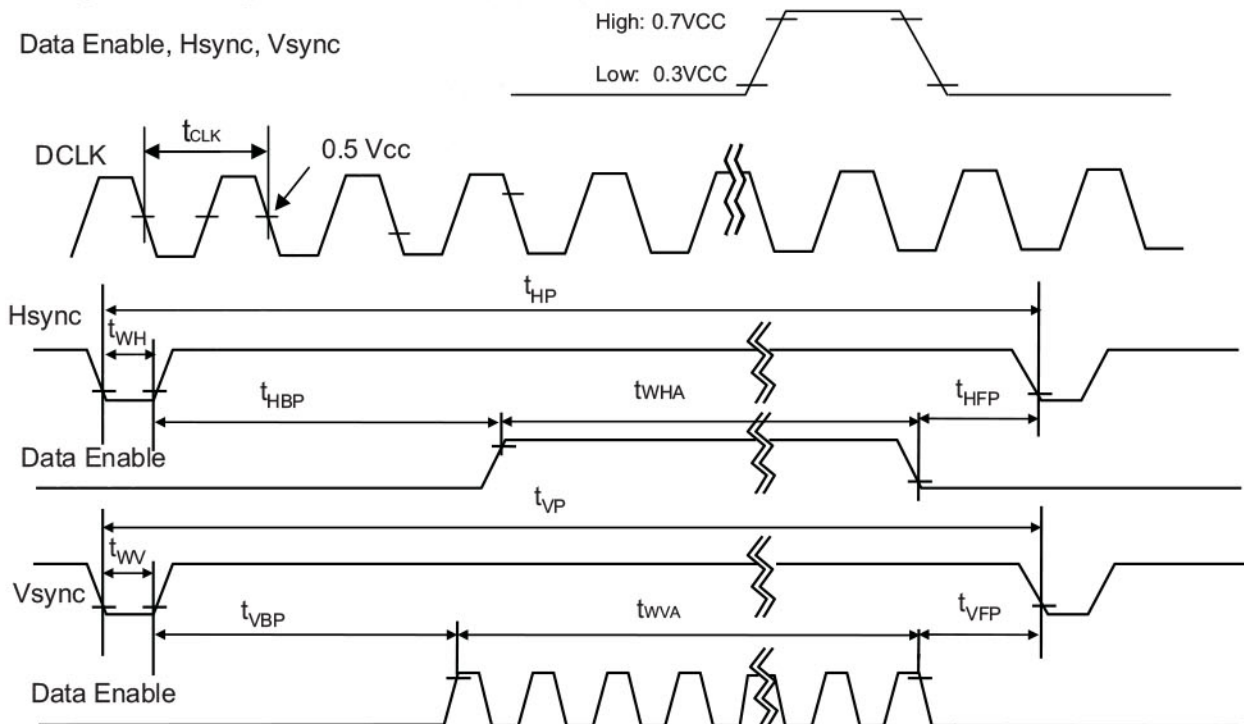 High: 0.7VCC
Data Enable, Hsync, Vsync
Low: 0.3VCC
tCLK
DCLK
0.5 Vcc
tHP
Hsync
tWH
tHBP
tWHA
tHFP
Data Enable
tVP
tWV
Vsync
tVBP
tWVA
tVFP
Data Enable